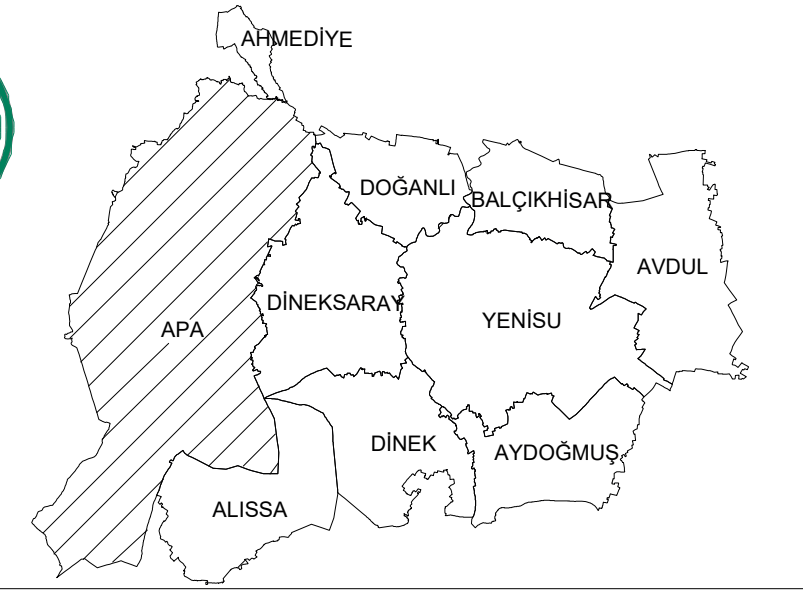 AHMEDİYE
DOĞANLI
BALÇIKHİSAR
AVDUL
DİNEKSARAY
YENİSU
APA
DİNEK
AYDOĞMUŞ
ALISSA